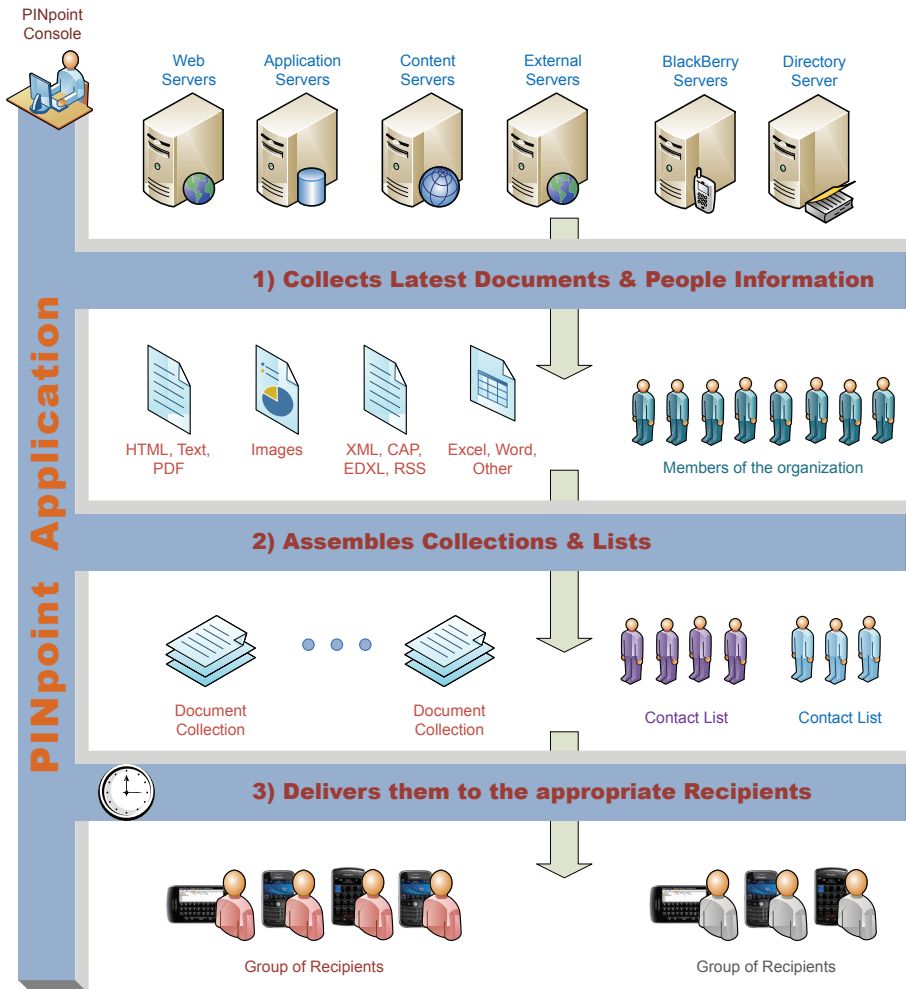 PINpoint
Console
Web
Servers
Application
Servers
Content
Servers
External
Servers
BlackBerry
Servers
Directory
Server
PINpoint Application
1) Collects Latest Documents & People Information
HTML, Text,
PDF
Images
XML, CAP,
EDXL, RSS
Excel, Word,
Other
Members of the organization
2) Assembles Collections & Lists
Document
Collection
Document
Collection
Contact List
Contact List
3) Delivers them to the appropriate Recipients
Group of Recipients
Group of Recipients